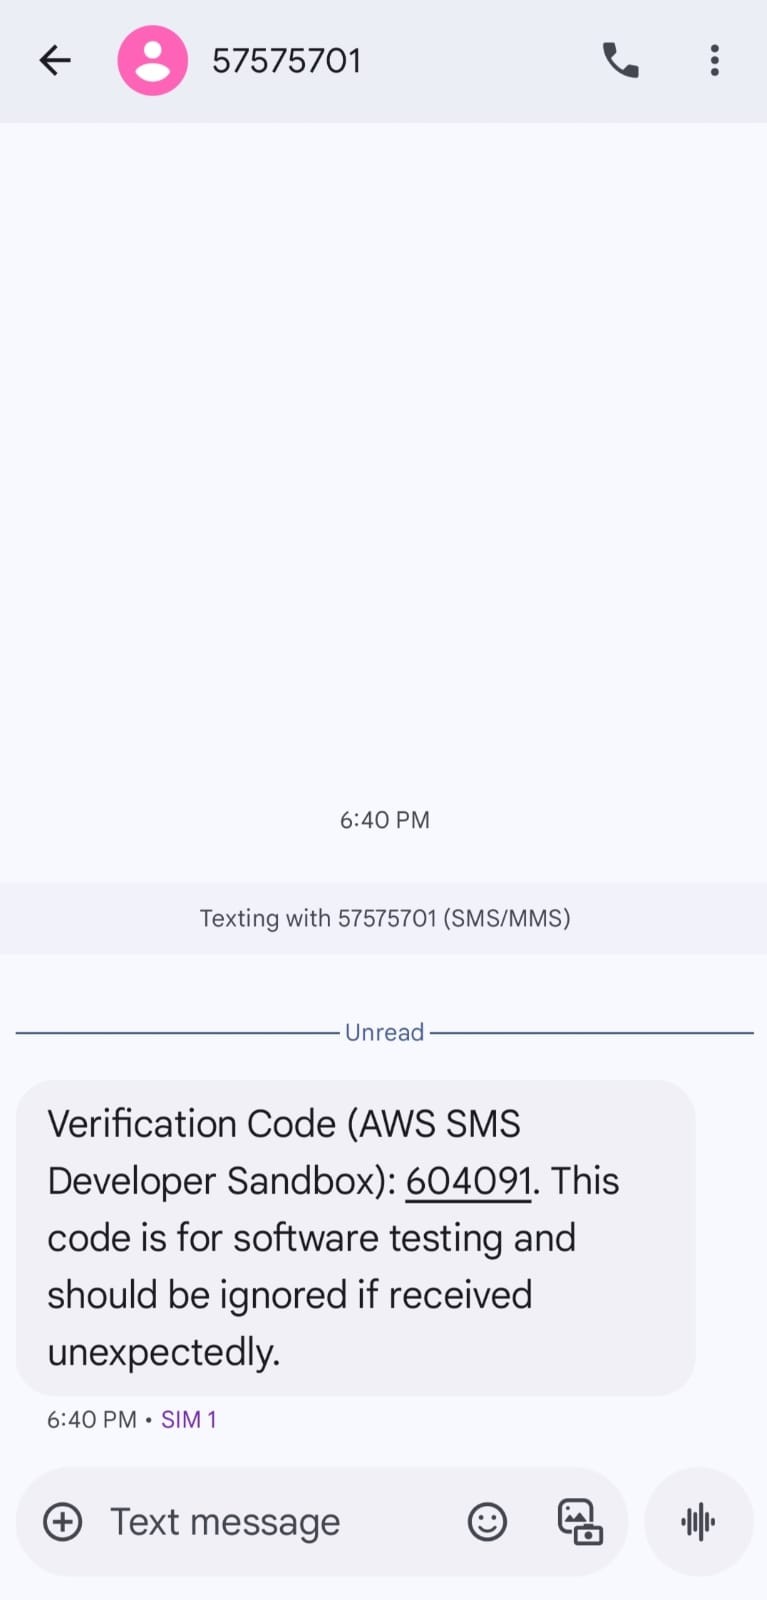 57575701
6:40 PM
Texting with 57575701 (SMS/MMS)
Unread
Verification Code (AWS SMS
Developer Sandbox): 604091. This
code is for software testing and
should be ignored if received
unexpectedly.
6:40 PM • SIM 1
Text message